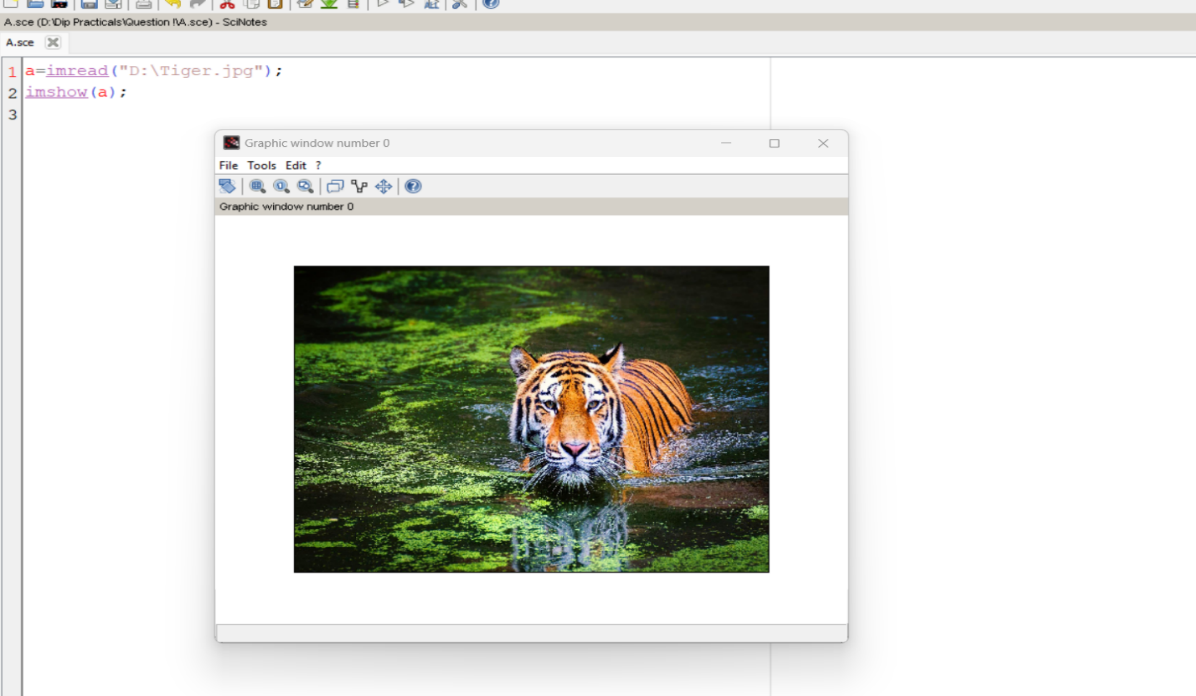 A.sce (D:\Dip Practicals\Question I\A.sce) - SciNotes
A.sce
1 a=imread("D:\Tiger.jpg");
2 imshow(a);
3
Graphic window number 0
File Tools Edit ?
Graphic window number 0